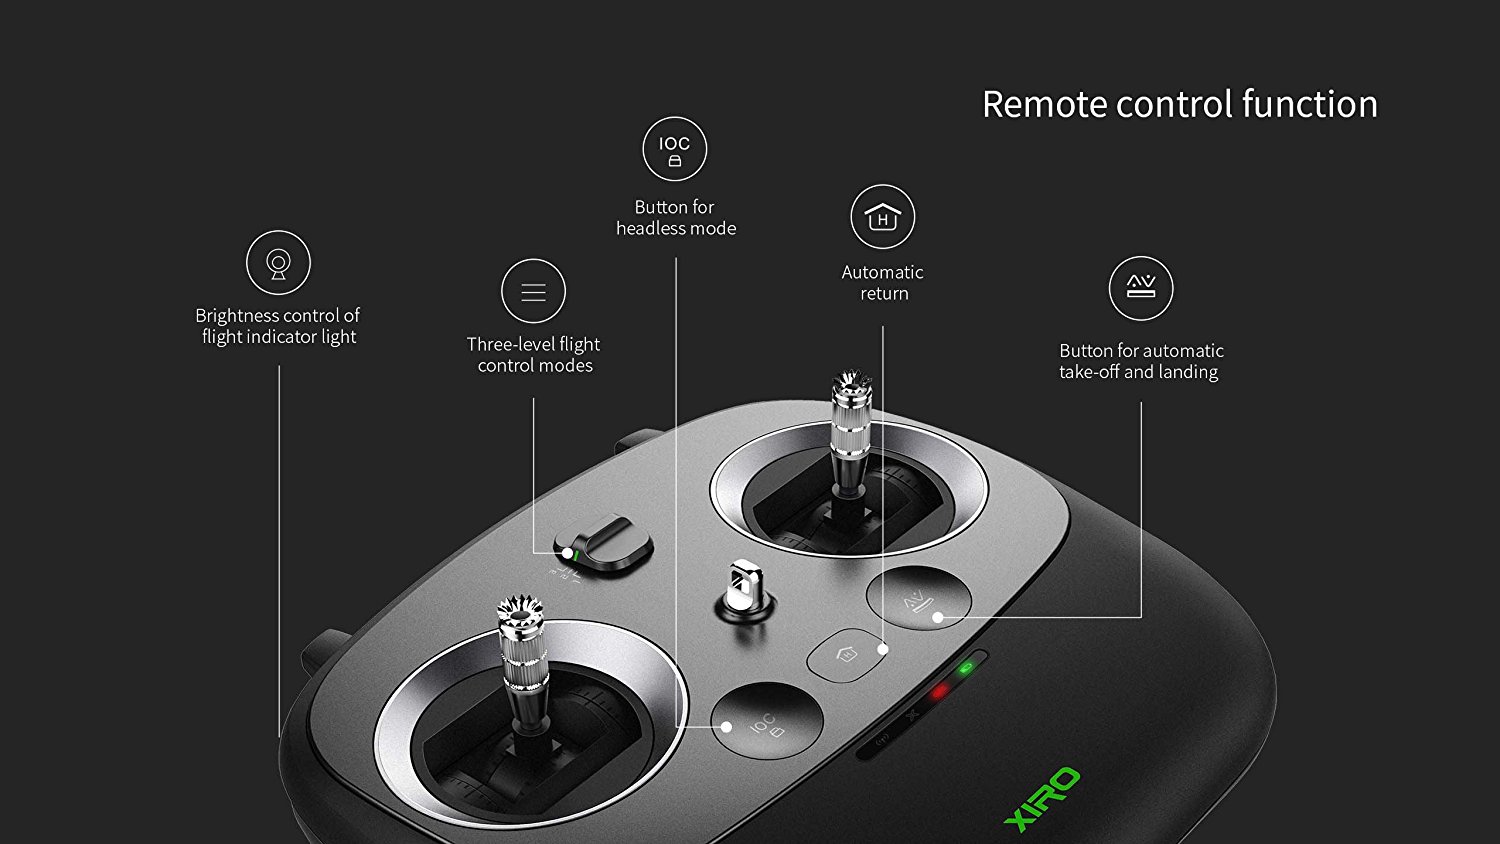 Remote control function
IOC
Button for
headless mode
H
Automatic
return
Brightness control of
flight indicator light
Three-level flight
control modes
Button for automatic
take-off and landing
H
IOC
XIRO